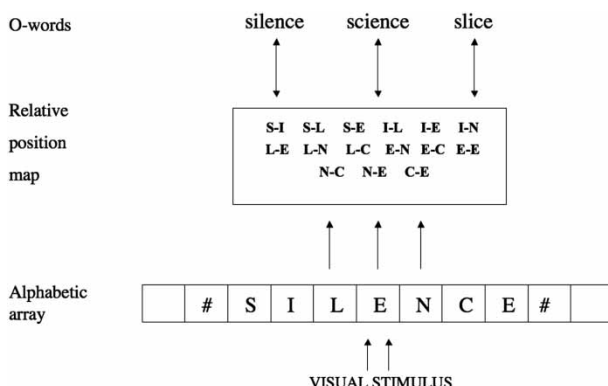 O-words silence science slice
Relative
position
map
S-I S-L S-E I-L I-E I-N
L-E L-N L-C E-N E-C E-E
N-C N-E C-E
Alphabetic
array
# S I L E N C E #
VISUAL STIMULUS